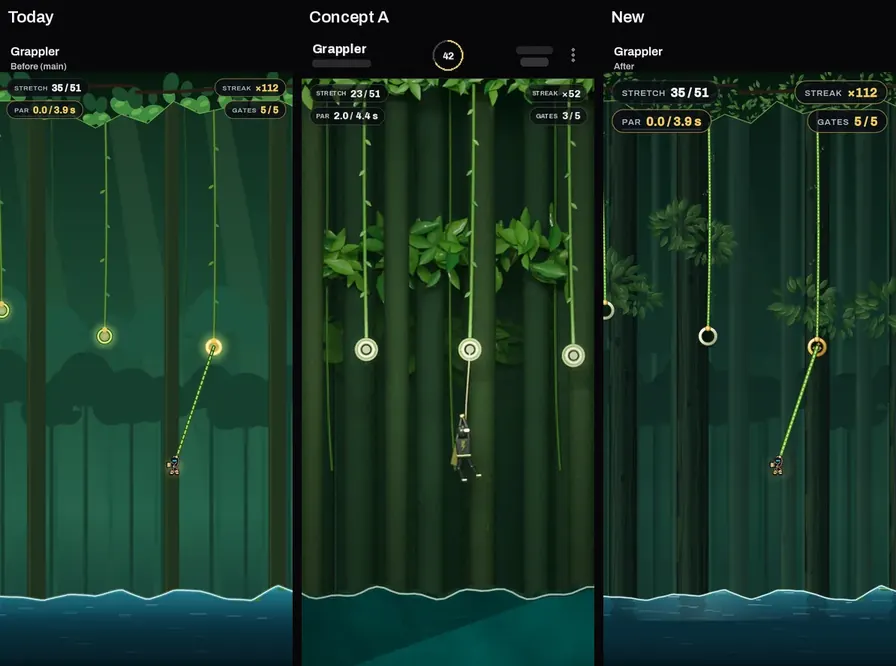 Today
Grappler
Before (main)
STRETCH 35/51
STREAK ×112
PAR 0.0/3.9 s
GATES 5/5
Concept A
Grappler
42
STRETCH 23/51
STREAK ×52
PAR 2.0/4.4 s
GATES 3/5
New
Grappler
After
STRETCH 35/51
STREAK ×112
PAR 0.0/3.9 s
GATES 5/5